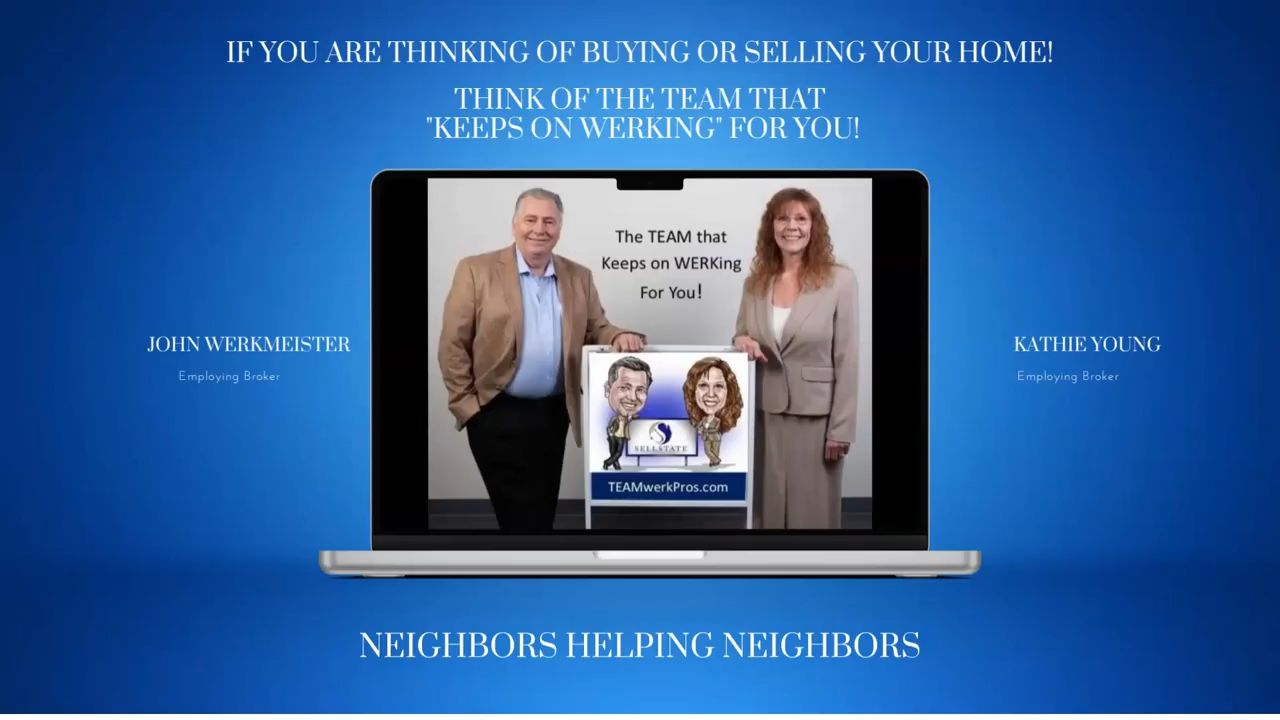 IF YOU ARE THINKING OF BUYING OR SELLING YOUR HOME!
THINK OF THE TEAM THAT
"KEEPS ON WERKING" FOR YOU!
The TEAM that
Keeps on WERKing
For You!
JOHN WERKMEISTER
Employing Broker
KATHIE YOUNG
Employing Broker
SELLSTATE
TEAMwerkPros.com
NEIGHBORS HELPING NEIGHBORS